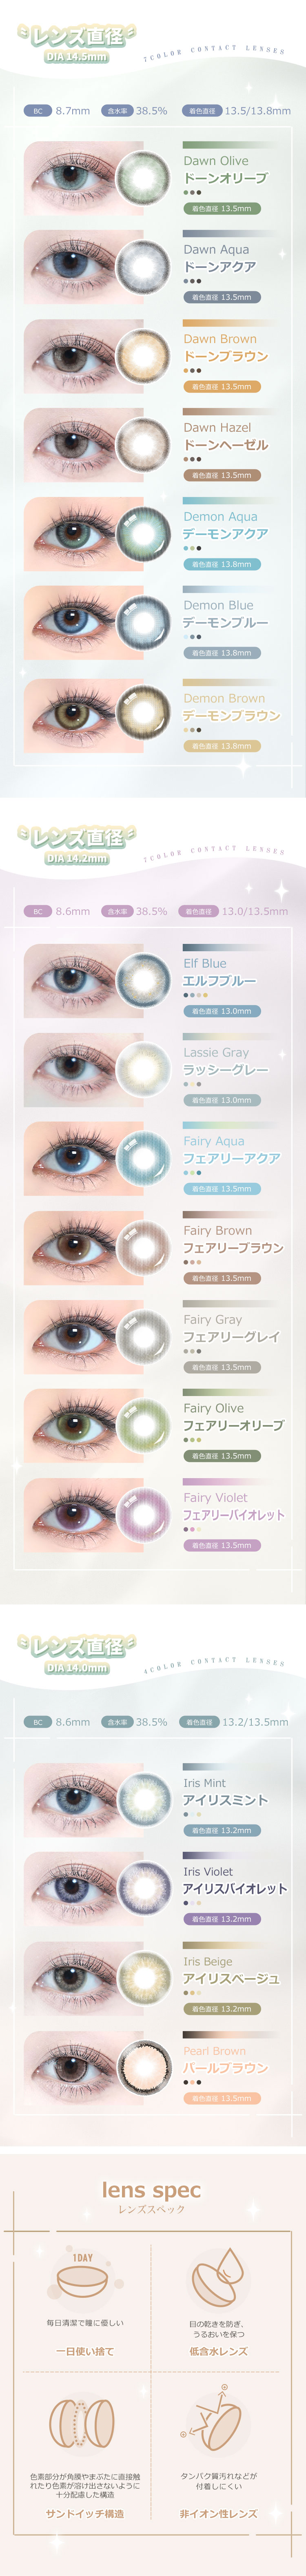 レンズ直径
DIA 14.5mm
7COLOR CONTACT LENSES
BC 8.7mm 含水率 38.5% 着色直径 13.5/13.8mm
Dawn Olive
ドーンオリーブ
着色直径 13.5mm
Dawn Aqua
ドーンアクア
着色直径 13.5mm
Dawn Brown
ドーンブラウン
着色直径 13.5mm
Dawn Hazel
ドーンヘーゼル
着色直径 13.5mm
Demon Aqua
デーモンアクア
着色直径 13.8mm
Demon Blue
デーモンブルー
着色直径 13.8mm
Demon Brown
デーモンブラウン
着色直径 13.8mm
レンズ直径
DIA 14.2mm
7COLOR CONTACT LENSES
BC 8.6mm 含水率 38.5% 着色直径 13.0/13.5mm
Elf Blue
エルフブルー
着色直径 13.0mm
Lassie Gray
ラッシーグレー
着色直径 13.0mm
Fairy Aqua
フェアリーアクア
着色直径 13.5mm
Fairy Brown
フェアリーブラウン
着色直径 13.5mm
Fairy Gray
フェアリーグレイ
着色直径 13.5mm
Fairy Olive
フェアリーオリーブ
着色直径 13.5mm
Fairy Violet
フェアリーバイオレット
着色直径 13.5mm
レンズ直径
DIA 14.0mm
4COLOR CONTACT LENSES
BC 8.6mm 含水率 38.5% 着色直径 13.2/13.5mm
Iris Mint
アイリスミント
着色直径 13.2mm
Iris Violet
アイリスバイオレット
着色直径 13.2mm
Iris Beige
アイリスベージュ
着色直径 13.2mm
Pearl Brown
パールブラウン
着色直径 13.5mm
lens spec
レンズスペック
1DAY
毎日清潔で瞳に優しい
一日使い捨て
目の乾きを防ぎ、
うるおいを保つ
低含水レンズ
色素部分が角膜やまぶたに直接触
れたり色素が溶け出さないように
十分配慮した構造
サンドイッチ構造
タンパク質汚れなどが
付着しにくい
非イオン性レンズ